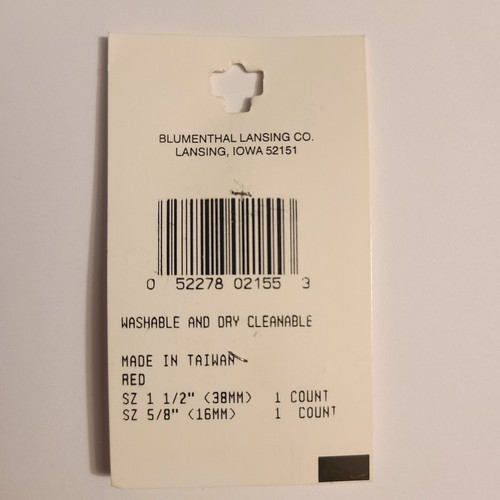 BLUMENTHAL LANSING CO.
LANSING, IOWA 52151
0 52278 02155 3
WASHABLE AND DRY CLEANABLE
MADE IN TAIWAN
RED
SZ 1 1/2" (38MM) 1 COUNT
SZ 5/8" (16MM) 1 COUNT